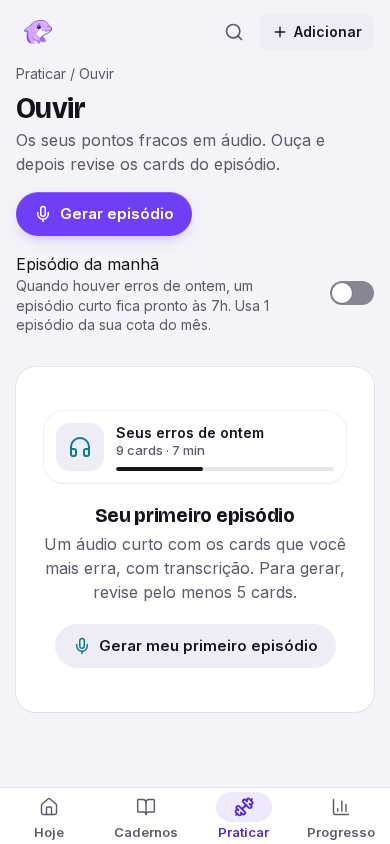 Adicionar
Praticar / Ouvir
Ouvir
Os seus pontos fracos em áudio. Ouça e
depois revise os cards do episódio.
Gerar episódio
Episódio da manhã
Quando houver erros de ontem, um
episódio curto fica pronto às 7h. Usa 1
episódio da sua cota do mês.
Seus erros de ontem
9 cards · 7 min
Seu primeiro episódio
Um áudio curto com os cards que você
mais erra, com transcrição. Para gerar,
revise pelo menos 5 cards.
Gerar meu primeiro episódio
Hoje
Cadernos
Praticar
Progresso